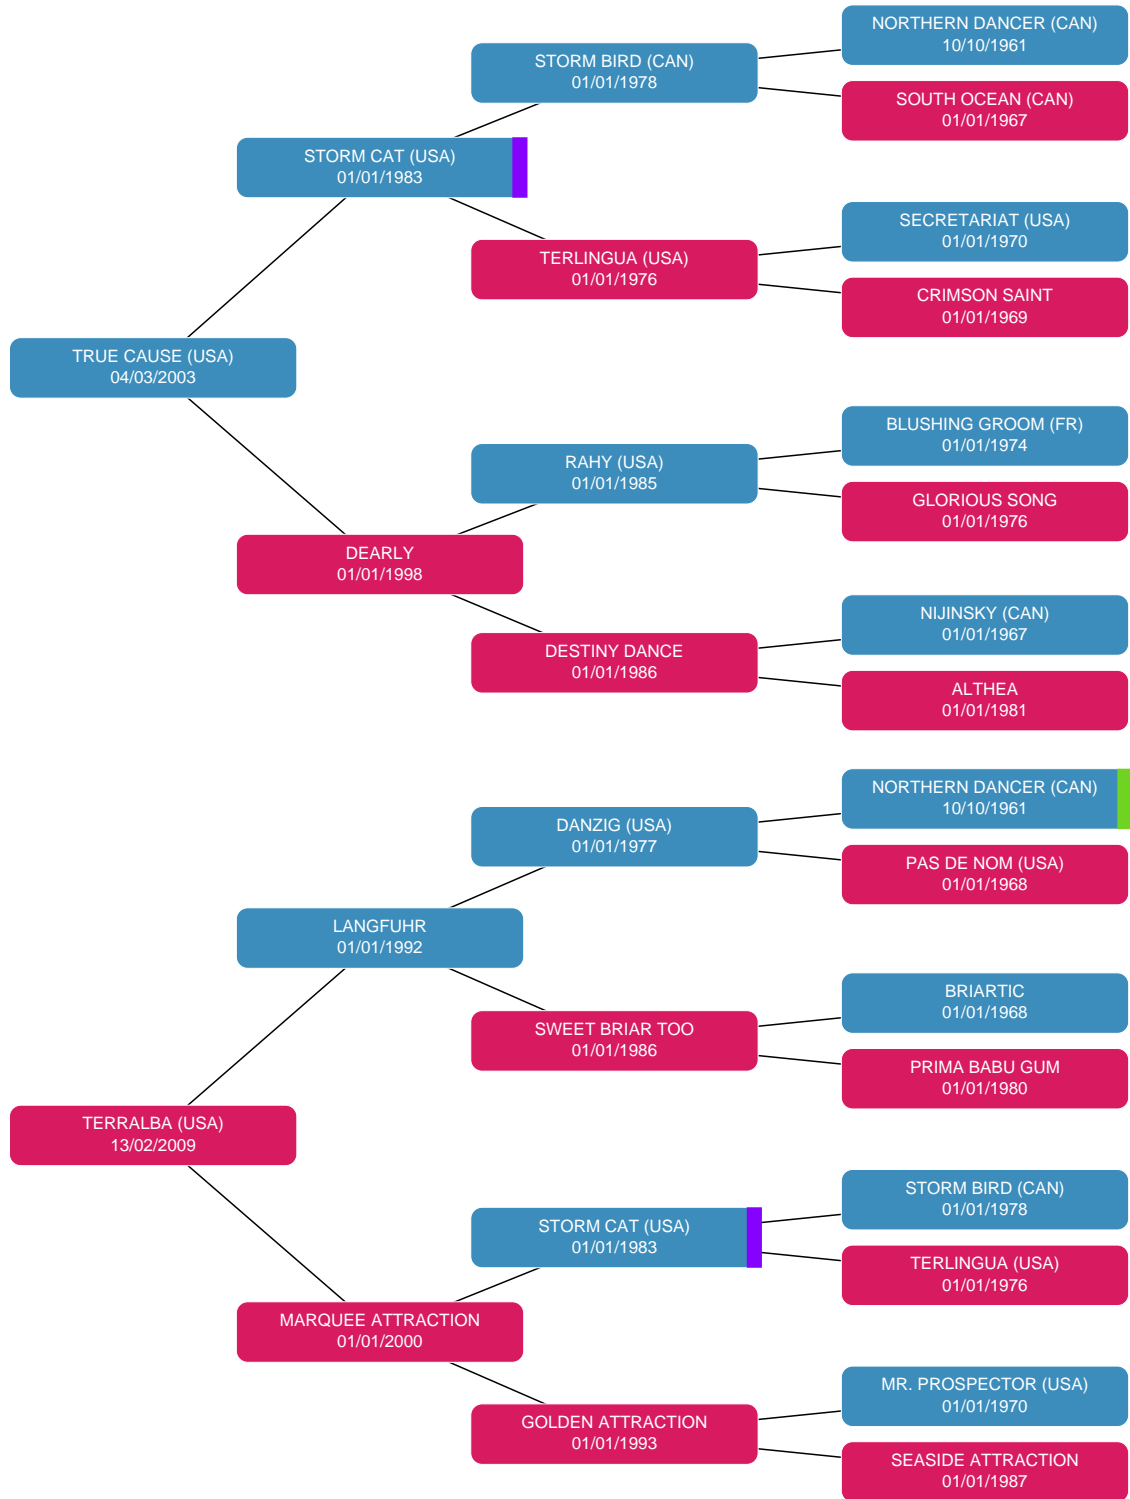 NORTHERN DANCER (CAN)
10/10/1961
STORM BIRD (CAN)
01/01/1978
SOUTH OCEAN (CAN)
01/01/1967
STORM CAT (USA)
01/01/1983
SECRETARIAT (USA)
01/01/1970
TERLINGUA (USA)
01/01/1976
CRIMSON SAINT
01/01/1969
TRUE CAUSE (USA)
04/03/2003
BLUSHING GROOM (FR)
01/01/1974
RAHY (USA)
01/01/1985
GLORIOUS SONG
01/01/1976
DEARLY
01/01/1998
NIJINSKY (CAN)
01/01/1967
DESTINY DANCE
01/01/1986
ALTHEA
01/01/1981
NORTHERN DANCER (CAN)
10/10/1961
DANZIG (USA)
01/01/1977
PAS DE NOM (USA)
01/01/1968
LANGFUHR
01/01/1992
BRIARTIC
01/01/1968
SWEET BRIAR TOO
01/01/1986
PRIMA BABU GUM
01/01/1980
TERRALBA (USA)
13/02/2009
STORM BIRD (CAN)
01/01/1978
STORM CAT (USA)
01/01/1983
TERLINGUA (USA)
01/01/1976
MARQUEE ATTRACTION
01/01/2000
MR. PROSPECTOR (USA)
01/01/1970
GOLDEN ATTRACTION
01/01/1993
SEASIDE ATTRACTION
01/01/1987